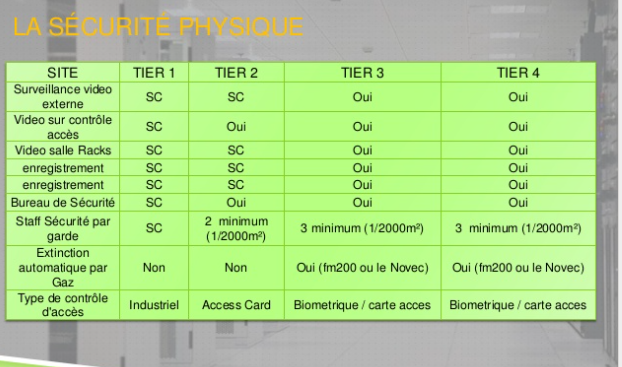 LA SÉCURITÉ PHYSIQUE
SITE TIER 1 TIER 2 TIER 3 TIER 4
Surveillance video
externe SC SC Oui Oui
Video sur contrôle
accès SC Oui Oui Oui
Video salle Racks SC SC Oui Oui
enregistrement SC SC Oui Oui
enregistrement SC SC Oui Oui
Bureau de Sécurité SC Oui Oui Oui
Staff Sécurité par
garde SC 2 minimum
(1/2000m²) 3 minimum (1/2000m²) 3 minimum (1/2000m²)
Extinction
automatique par
Gaz Non Non Oui (fm200 ou le Novec) Oui (fm200 ou le Novec)
Type de contrôle
d'accès Industriel Access Card Biometrique / carte acces Biometrique / carte acces